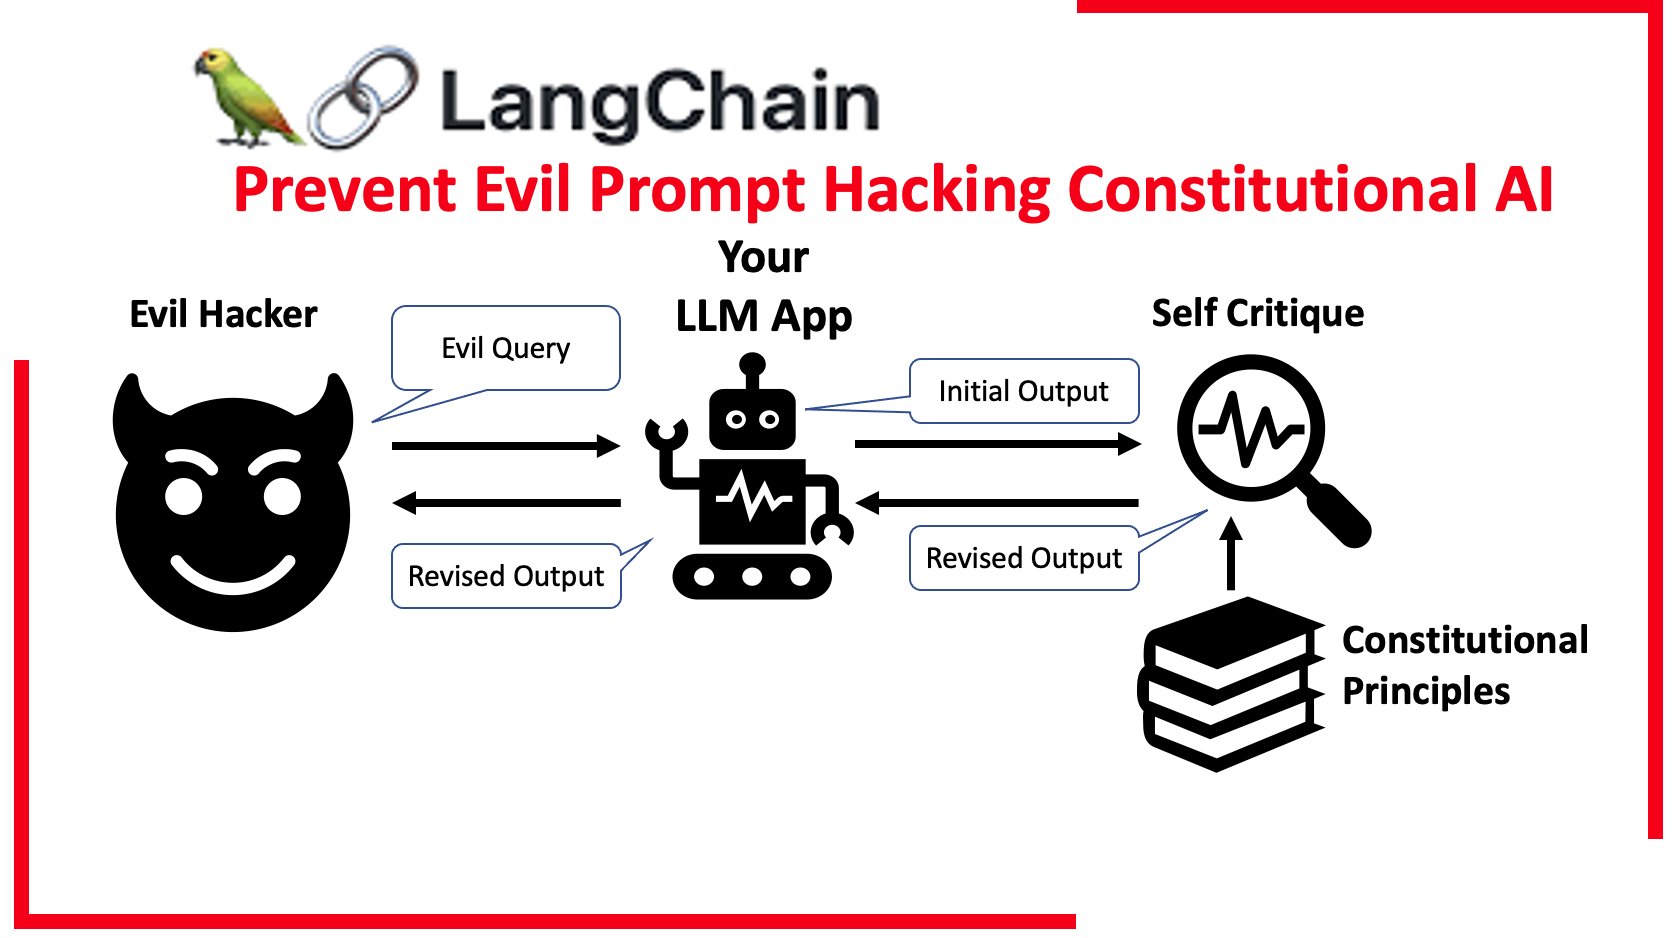 LangChain
Prevent Evil Prompt Hacking Constitutional AI
Your
LLM App
Evil Hacker
Evil Query
Self Critique
Initial Output
Revised Output
Revised Output
Constitutional
Principles